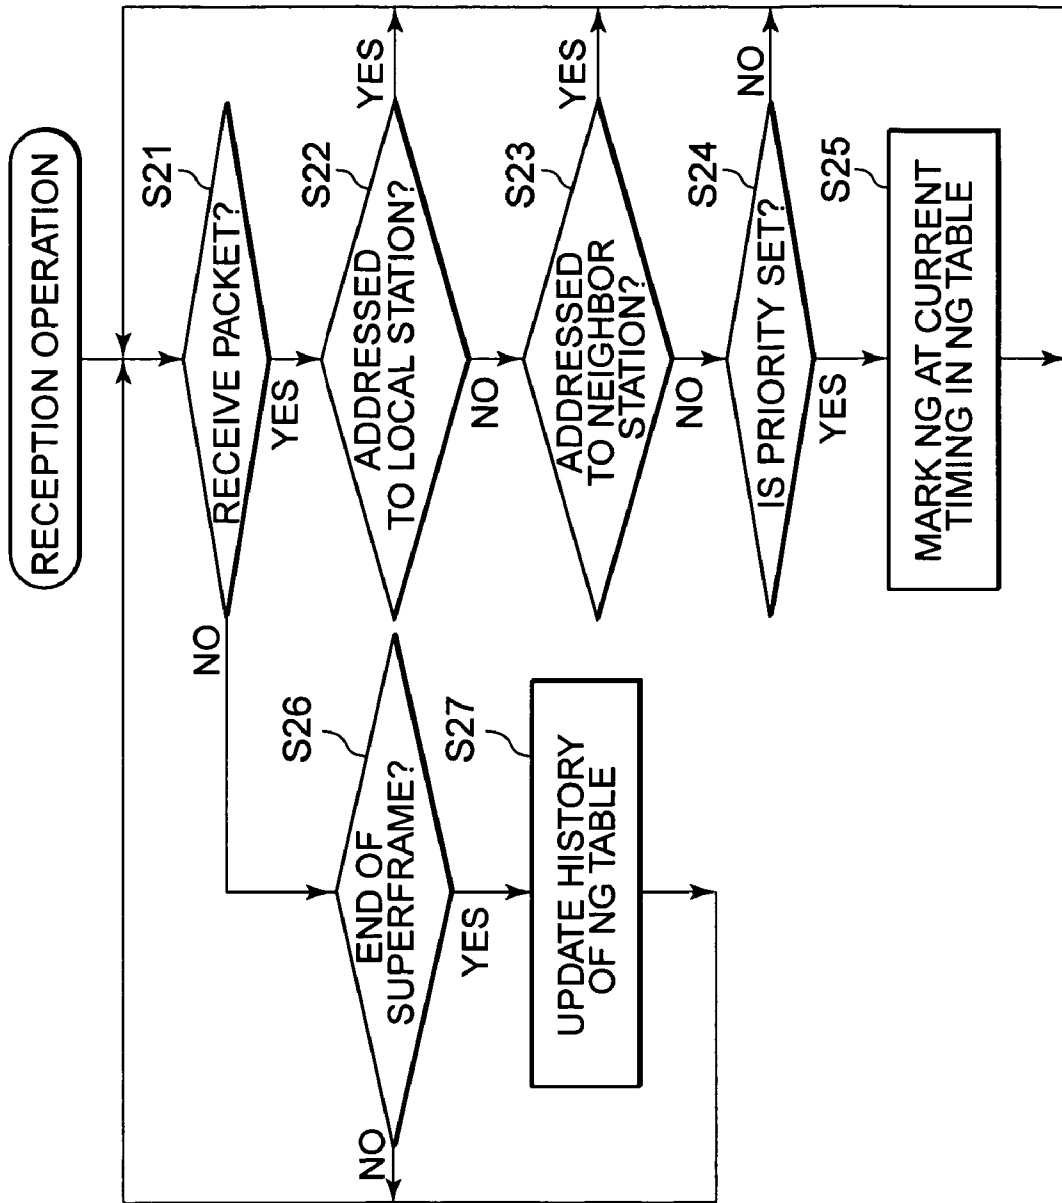 RECEPTION OPERATION
S21
RECEIVE PACKET?
NO
YES
S22
ADDRESSED
TO LOCAL STATION?
YES
NO
S23
ADDRESSED
TO NEIGHBOR
STATION?
YES
NO
S24
IS PRIORITY SET?
NO
YES
S25
MARK NG AT CURRENT
TIMING IN NG TABLE
S26
END OF
SUPERFRAME?
NO
YES
S27
UPDATE HISTORY
OF NG TABLE